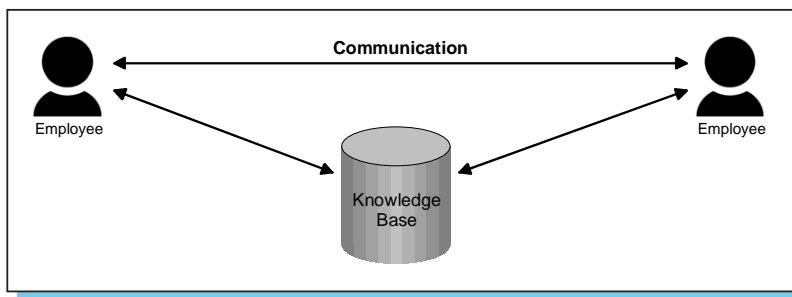 Communication
Employee
Employee
Knowledge
Base